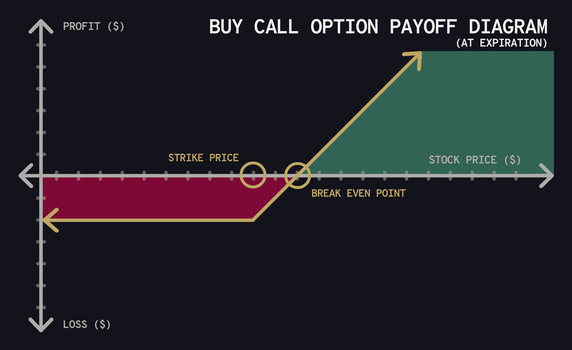 PROFIT ($)
BUY CALL OPTION PAYOFF DIAGRAM
(AT EXPIRATION)
STRIKE PRICE
STOCK PRICE ($)
BREAK EVEN POINT
LOSS ($)